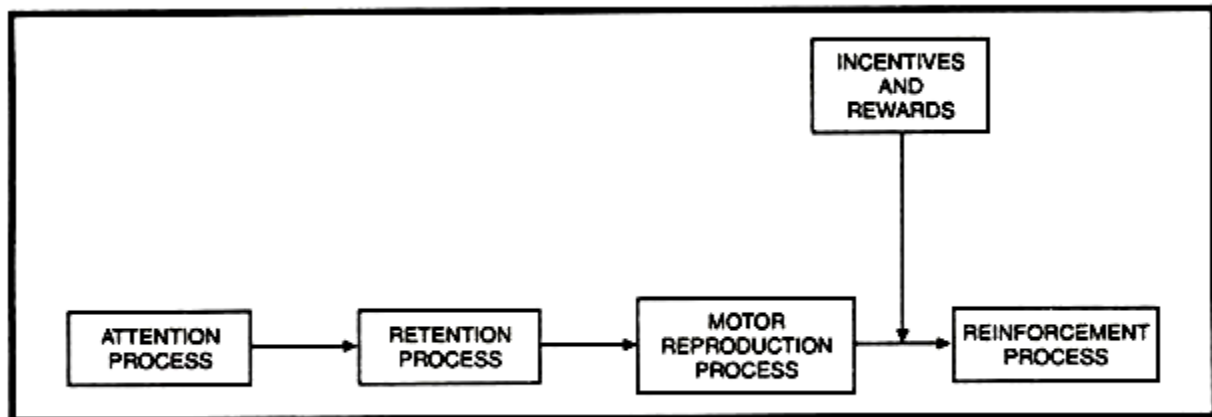 INCENTIVES
AND
REWARDS
ATTENTION
PROCESS
RETENTION
PROCESS
MOTOR
REPRODUCTION
PROCESS
REINFORCEMENT
PROCESS